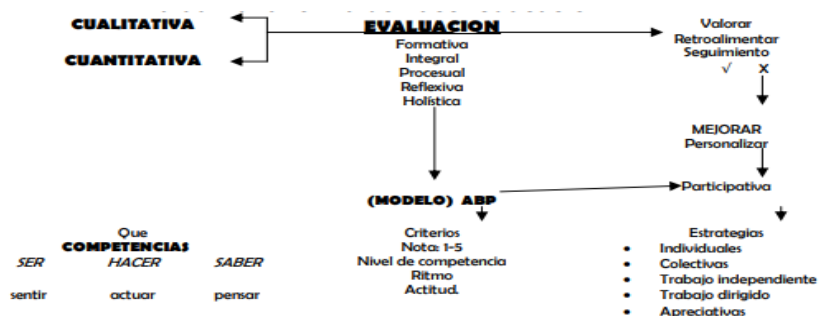 CUALITATIVA
CUANTITATIVA
EVALUACION
Formativa
Integral
Procesual
Reflexiva
Holística
Valorar
Retroalimentar
Seguimiento
√ X
MEJORAR
Personalizar
Participativa
(MODELO) ABP
Que
COMPETENCIAS
SER HACER SABER
sentir actuar pensar
Criterios
Nota: 1-5
Nivel de competencia
Ritmo
Actitud.
Estrategias
• Individuales
• Colectivas
• Trabajo independiente
• Trabajo dirigido
• Apreciativas